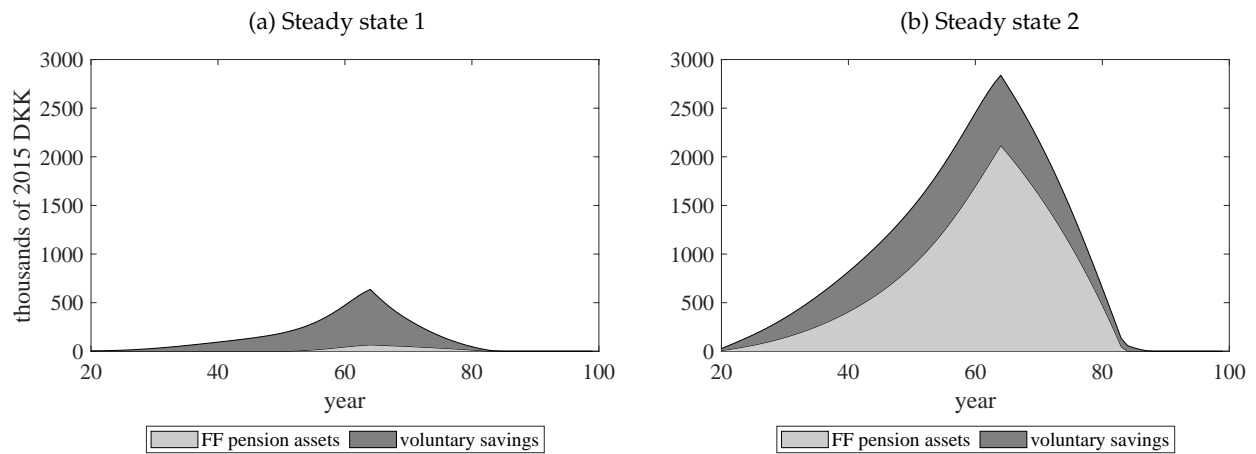 (a) Steady state 1
3000
2500
2000
1500
1000
500
0
20 40 60 80 100
thousands of 2015 DKK
year
FF pension assets voluntary savings
(b) Steady state 2
3000
2500
2000
1500
1000
500
0
20 40 60 80 100
year
FF pension assets voluntary savings